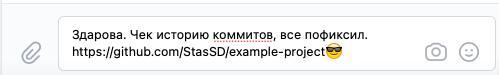 Здарова. Чек историю коммитов, все пофиксил.
https://github.com/StasSD/example-project😎